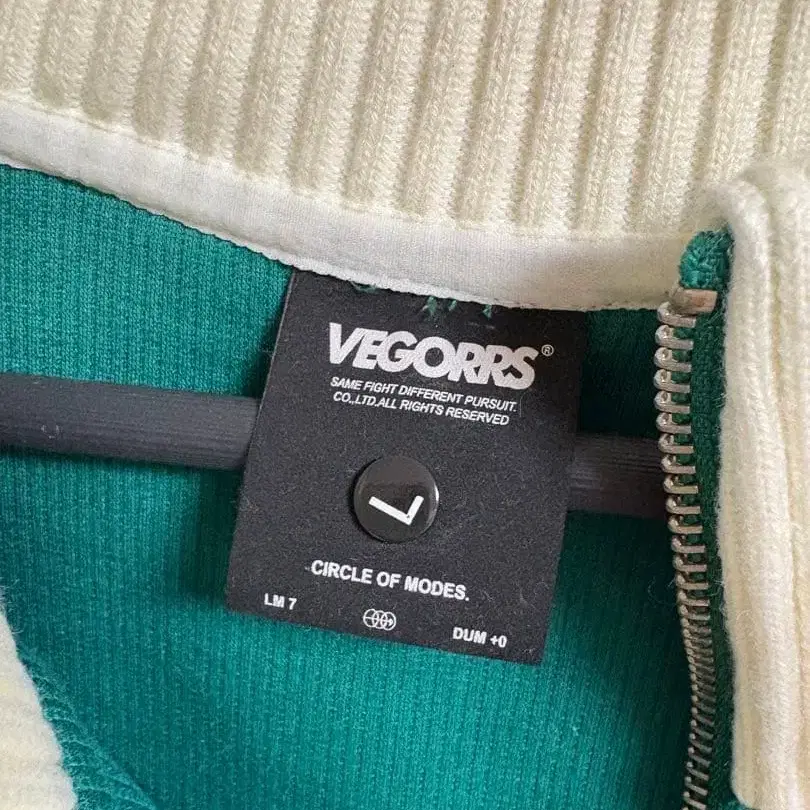 VEGORRS®
SAME FIGHT DIFFERENT PURSUIT.
CO.,LTD.ALL RIGHTS RESERVED
CIRCLE OF MODES.
LM 7
DUM +0